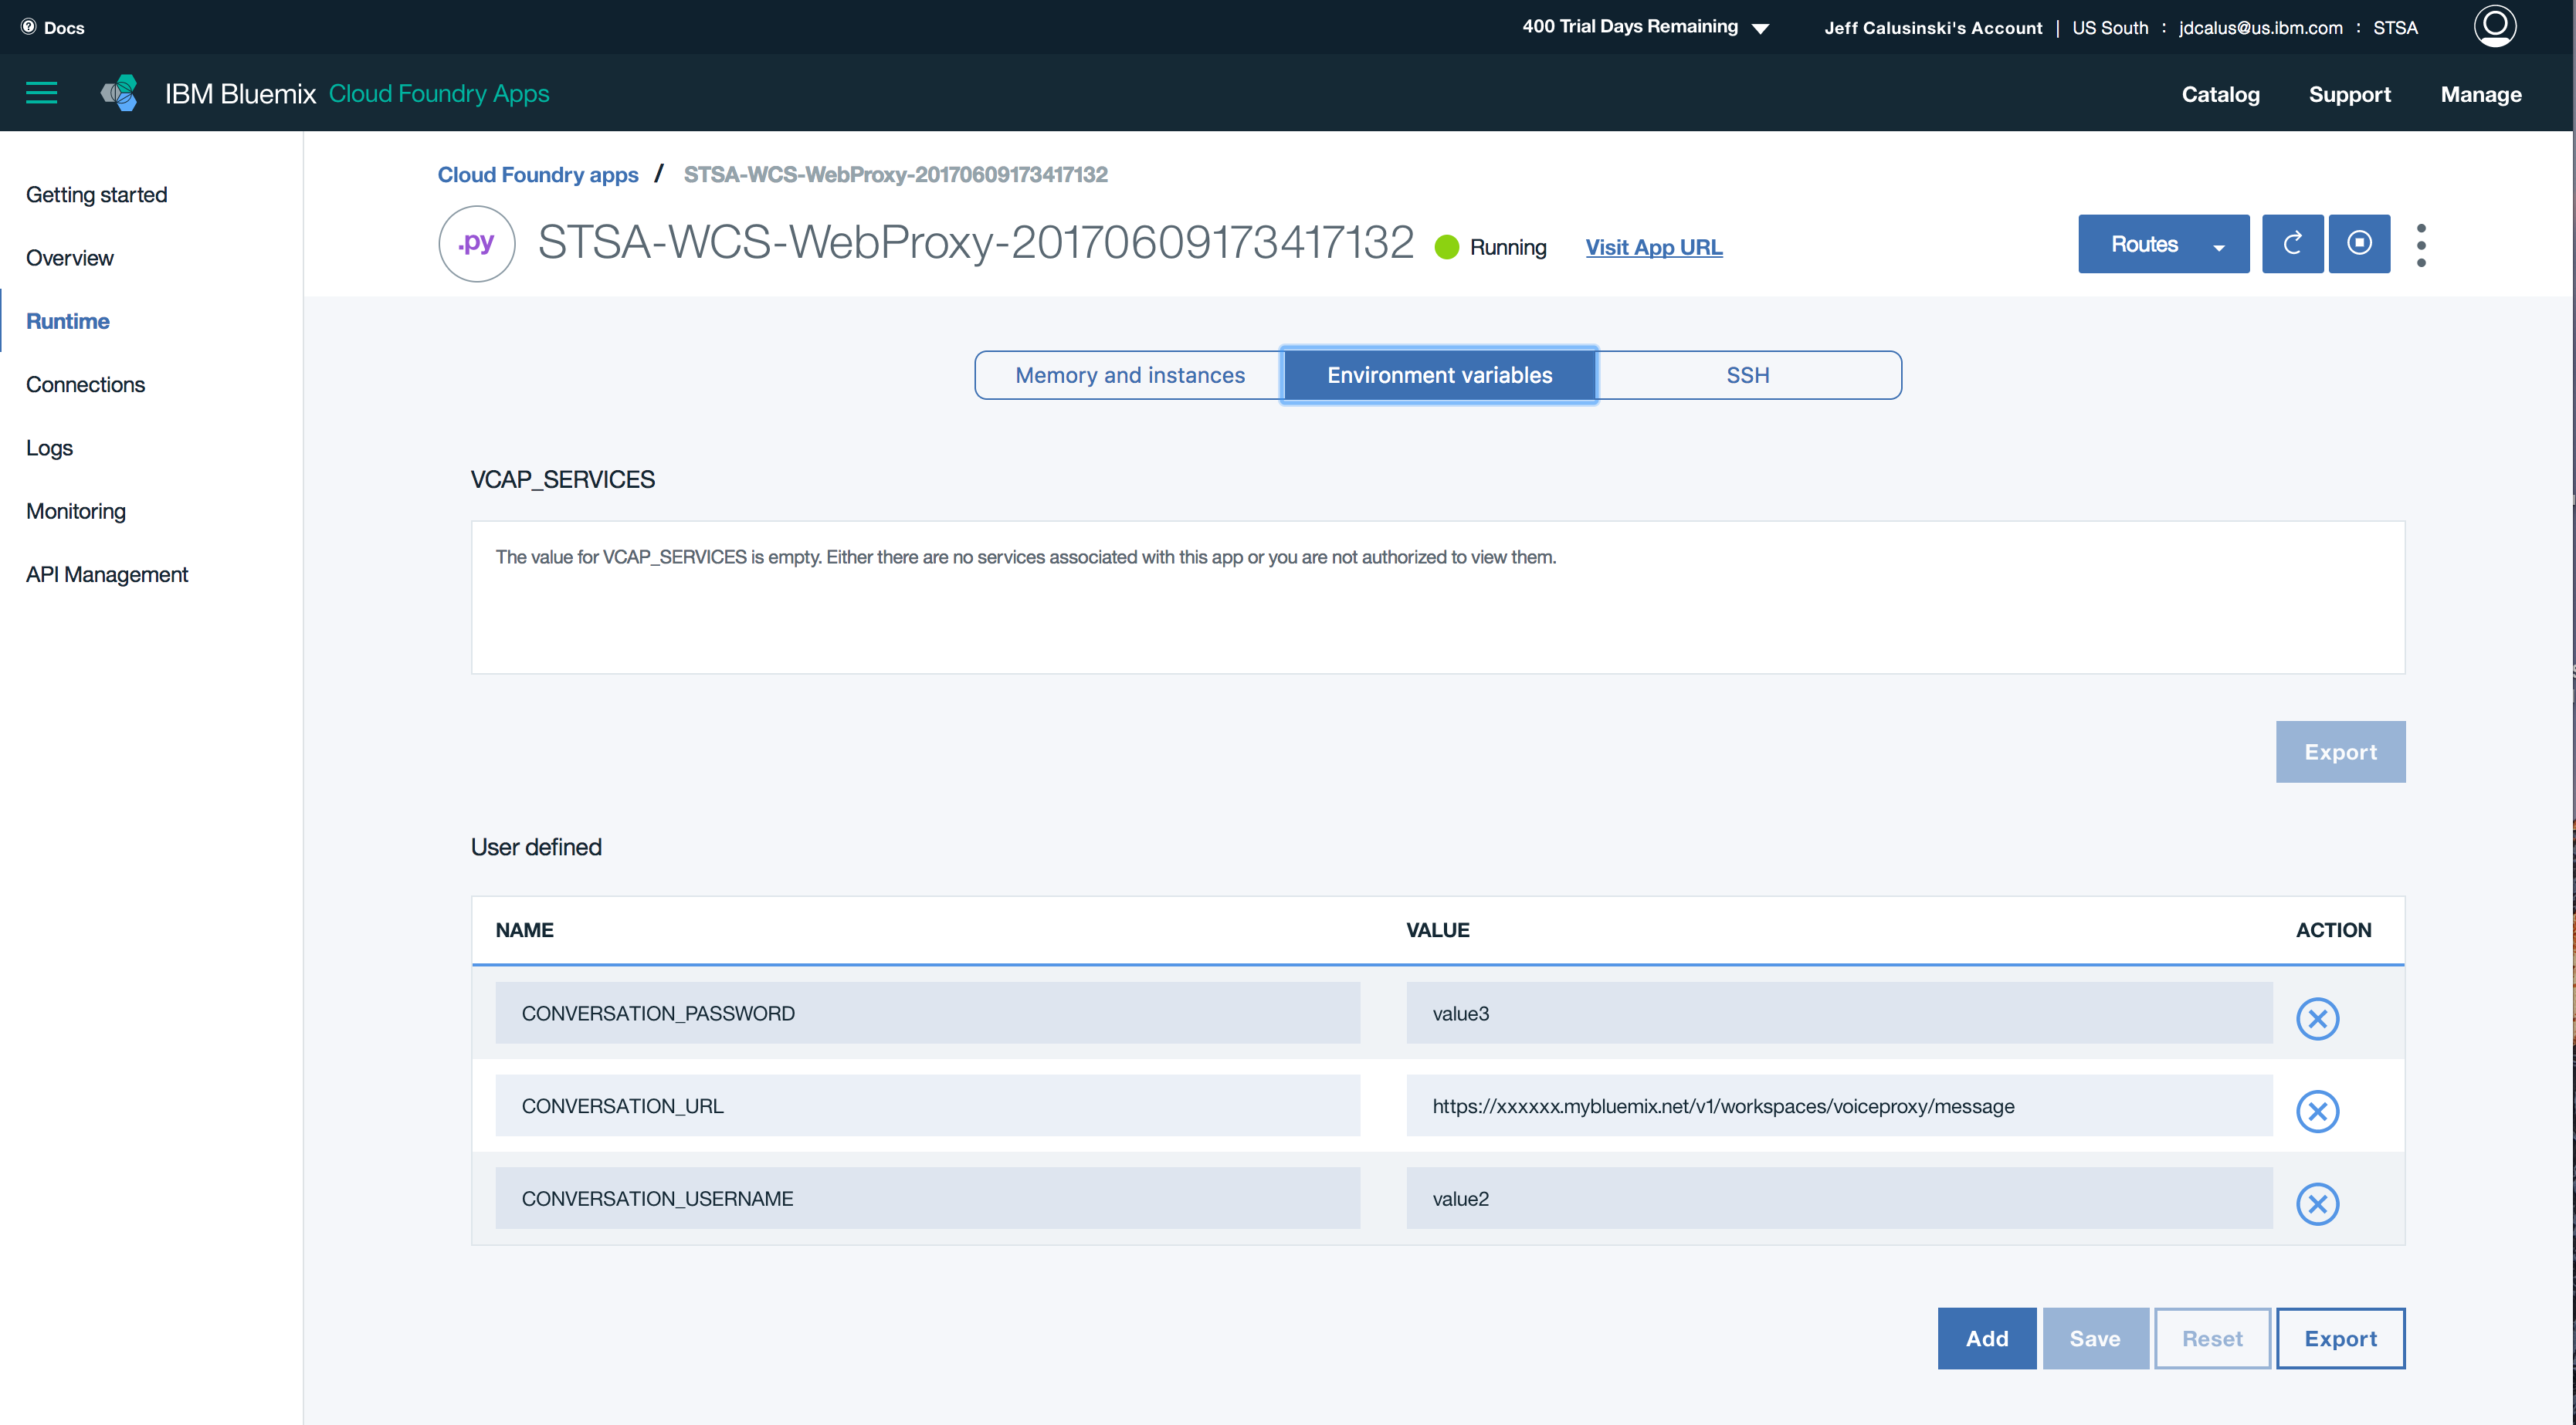 Docs
400 Trial Days Remaining
Jeff Calusinski's Account | US South : jdcalus@us.ibm.com : STSA
IBM Bluemix Cloud Foundry Apps
Catalog Support Manage
Getting started
Overview
Runtime
Connections
Logs
Monitoring
API Management
Cloud Foundry apps / STSA-WCS-WebProxy-20170609173417132
.py STSA-WCS-WebProxy-20170609173417132 Running Visit App URL
Routes
Memory and instances Environment variables SSH
VCAP_SERVICES
The value for VCAP_SERVICES is empty. Either there are no services associated with this app or you are not authorized to view them.
Export
User defined
NAME VALUE ACTION
CONVERSATION_PASSWORD value3
CONVERSATION_URL https://xxxxxx.mybluemix.net/v1/workspaces/voiceproxy/message
CONVERSATION_USERNAME value2
Add Save Reset Export